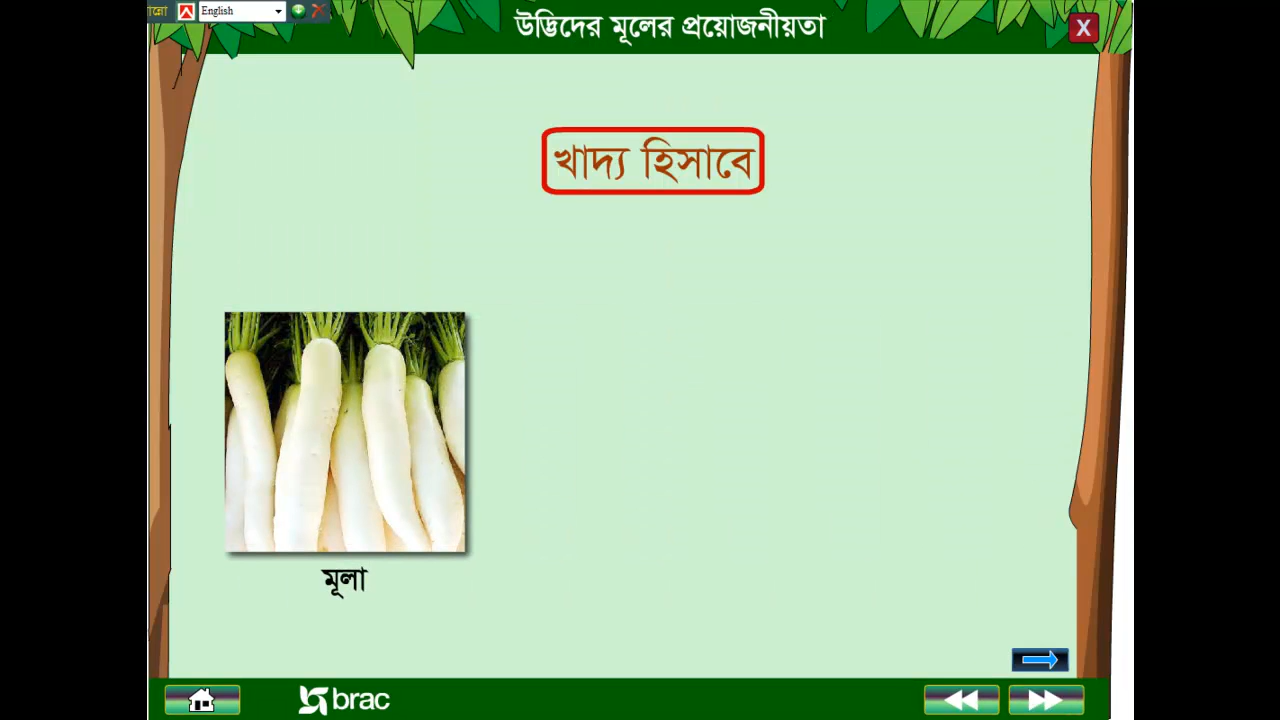 English
উদ্ভিদের মূলের প্রয়োজনীয়তা
X
খাদ্য হিসাবে
মূলা
brac